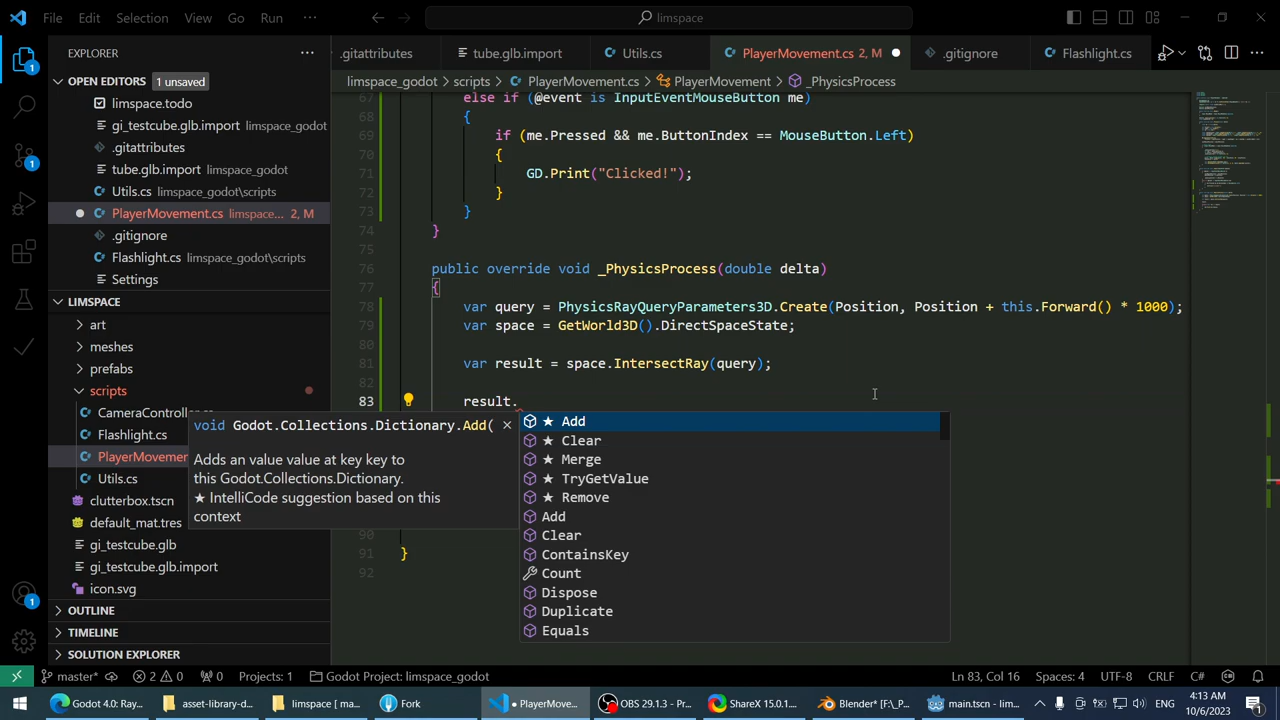 File Edit Selection View Go Run ··· limspace
EXPLORER ···
.gitattributes tube.glb.import Utils.cs PlayerMovement.cs 2, M .gitignore Flashlight.cs ···
OPEN EDITORS 1 unsaved
limspace_godot > scripts > PlayerMovement.cs > PlayerMovement > _PhysicsProcess
limspace.todo
gi_testcube.glb.import limspace_godot
.gitattributes
tube.glb.import limspace_godot
Utils.cs limspace_godot\scripts
PlayerMovement.cs limspace... 2, M
.gitignore
Flashlight.cs limspace_godot\scripts
Settings
LIMSPACE
art
meshes
prefabs
scripts
CameraController.cs
Flashlight.cs
PlayerMovemen
Utils.cs
clutterbox.tscn
default_mat.tres
gi_testcube.glb
gi_testcube.glb.import
icon.svg
OUTLINE
TIMELINE
SOLUTION EXPLORER
67 else if (@event is InputEventMouseButton me)
68 {
69 if (me.Pressed && me.ButtonIndex == MouseButton.Left)
70 {
71 GD.Print("Clicked!");
72 }
73 }
74 }
75
76 public override void _PhysicsProcess(double delta)
77 {
78 var query = PhysicsRayQueryParameters3D.Create(Position, Position + this.Forward() * 1000);
79 var space = GetWorld3D().DirectSpaceState;
80
81 var result = space.IntersectRay(query);
82
83 result.
void Godot.Collections.Dictionary.Add( ×
Adds an value value at key key to
this Godot.Collections.Dictionary.
★ IntelliCode suggestion based on this
context
★ Add
★ Clear
★ Merge
★ TryGetValue
★ Remove
Add
Clear
ContainsKey
Count
Dispose
Duplicate
Equals
90
91 }
92
1
1
1
master* 2 0 0 Projects: 1 Godot Project: limspace_godot Ln 83, Col 16 Spaces: 4 UTF-8 CRLF C#
Godot 4.0: Ray... asset-library-d... limspace [ ma... Fork • PlayerMove... OBS 29.1.3 - Pr... ShareX 15.0.1... Blender* [F:\_P... main.tscn - lim... ENG 4:13 AM
10/6/2023 1